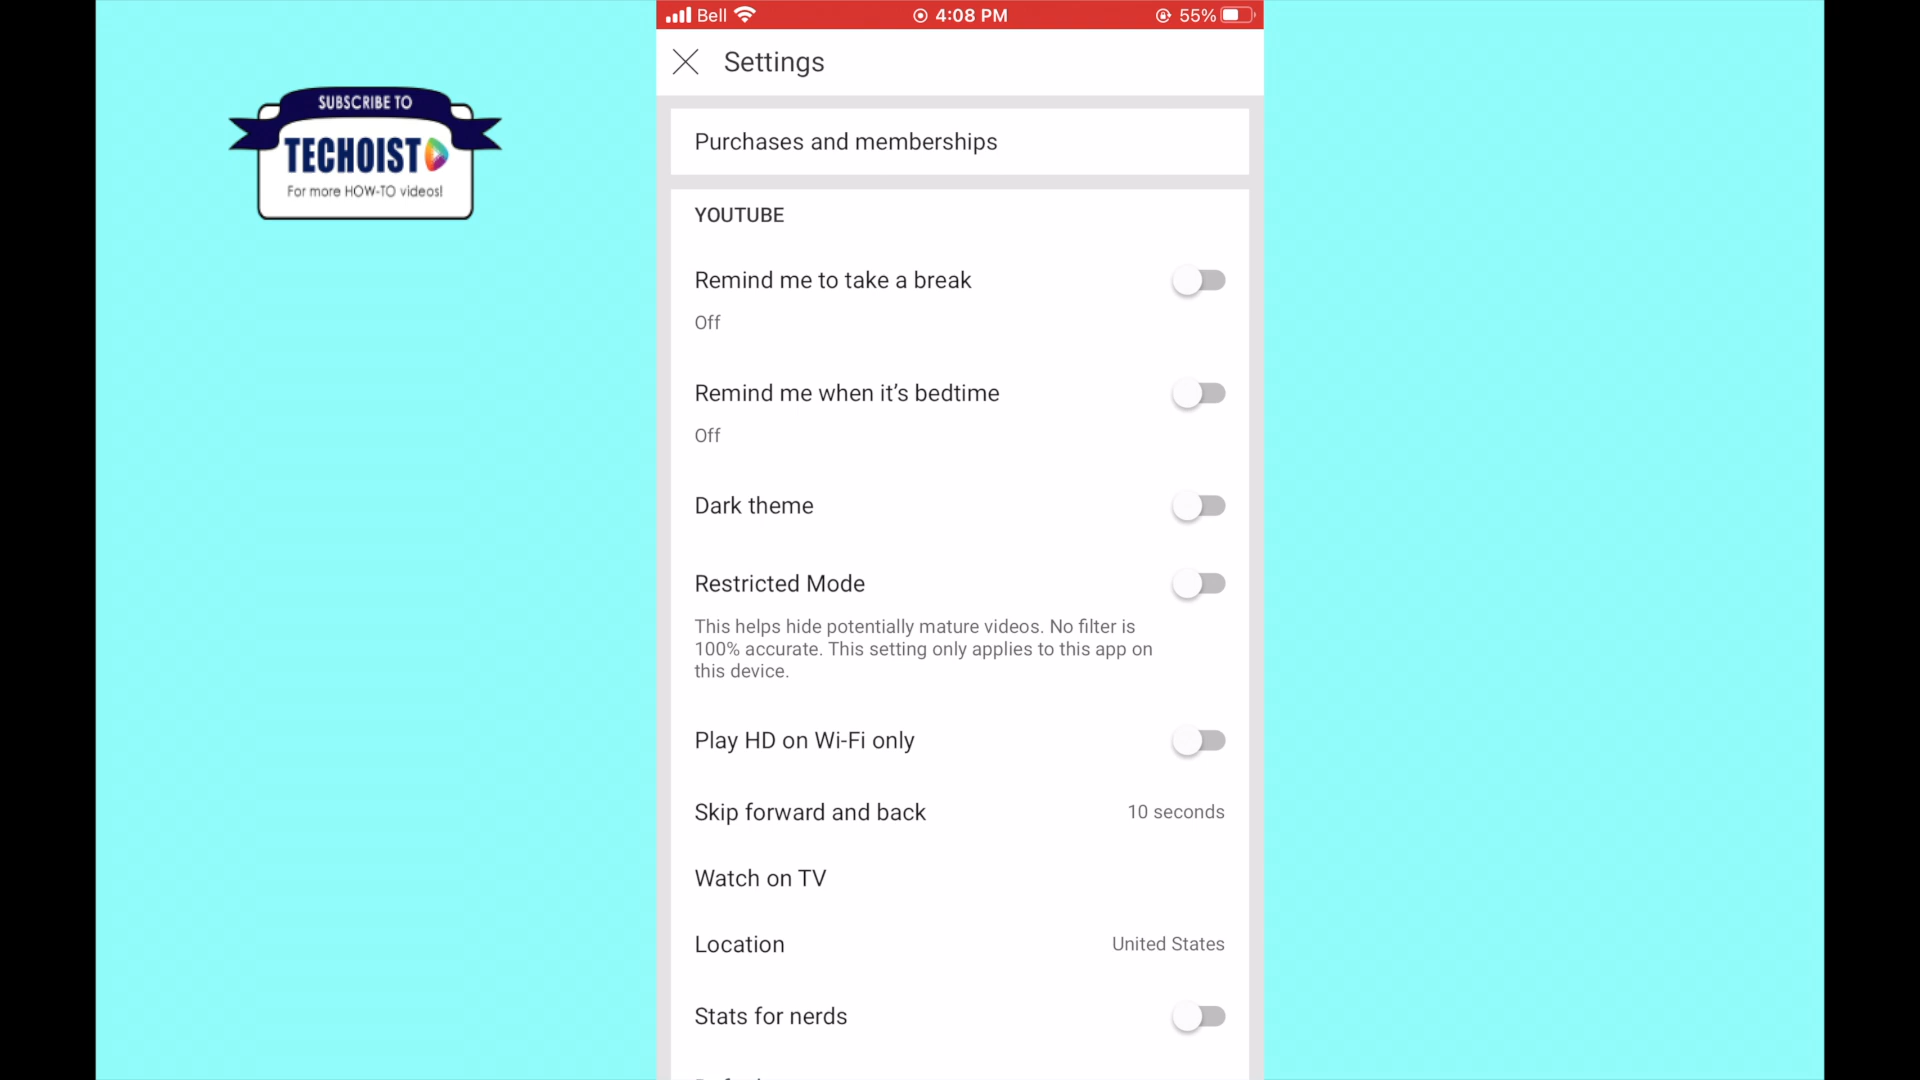 Bell 4:08 PM 55%
Settings
SUBSCRIBE TO
TECHOIST
For more HOW-TO videos!
Purchases and memberships
YOUTUBE
Remind me to take a break
Off
Remind me when it’s bedtime
Off
Dark theme
Restricted Mode
This helps hide potentially mature videos. No filter is
100% accurate. This setting only applies to this app on
this device.
Play HD on Wi-Fi only
Skip forward and back 10 seconds
Watch on TV
Location United States
Stats for nerds